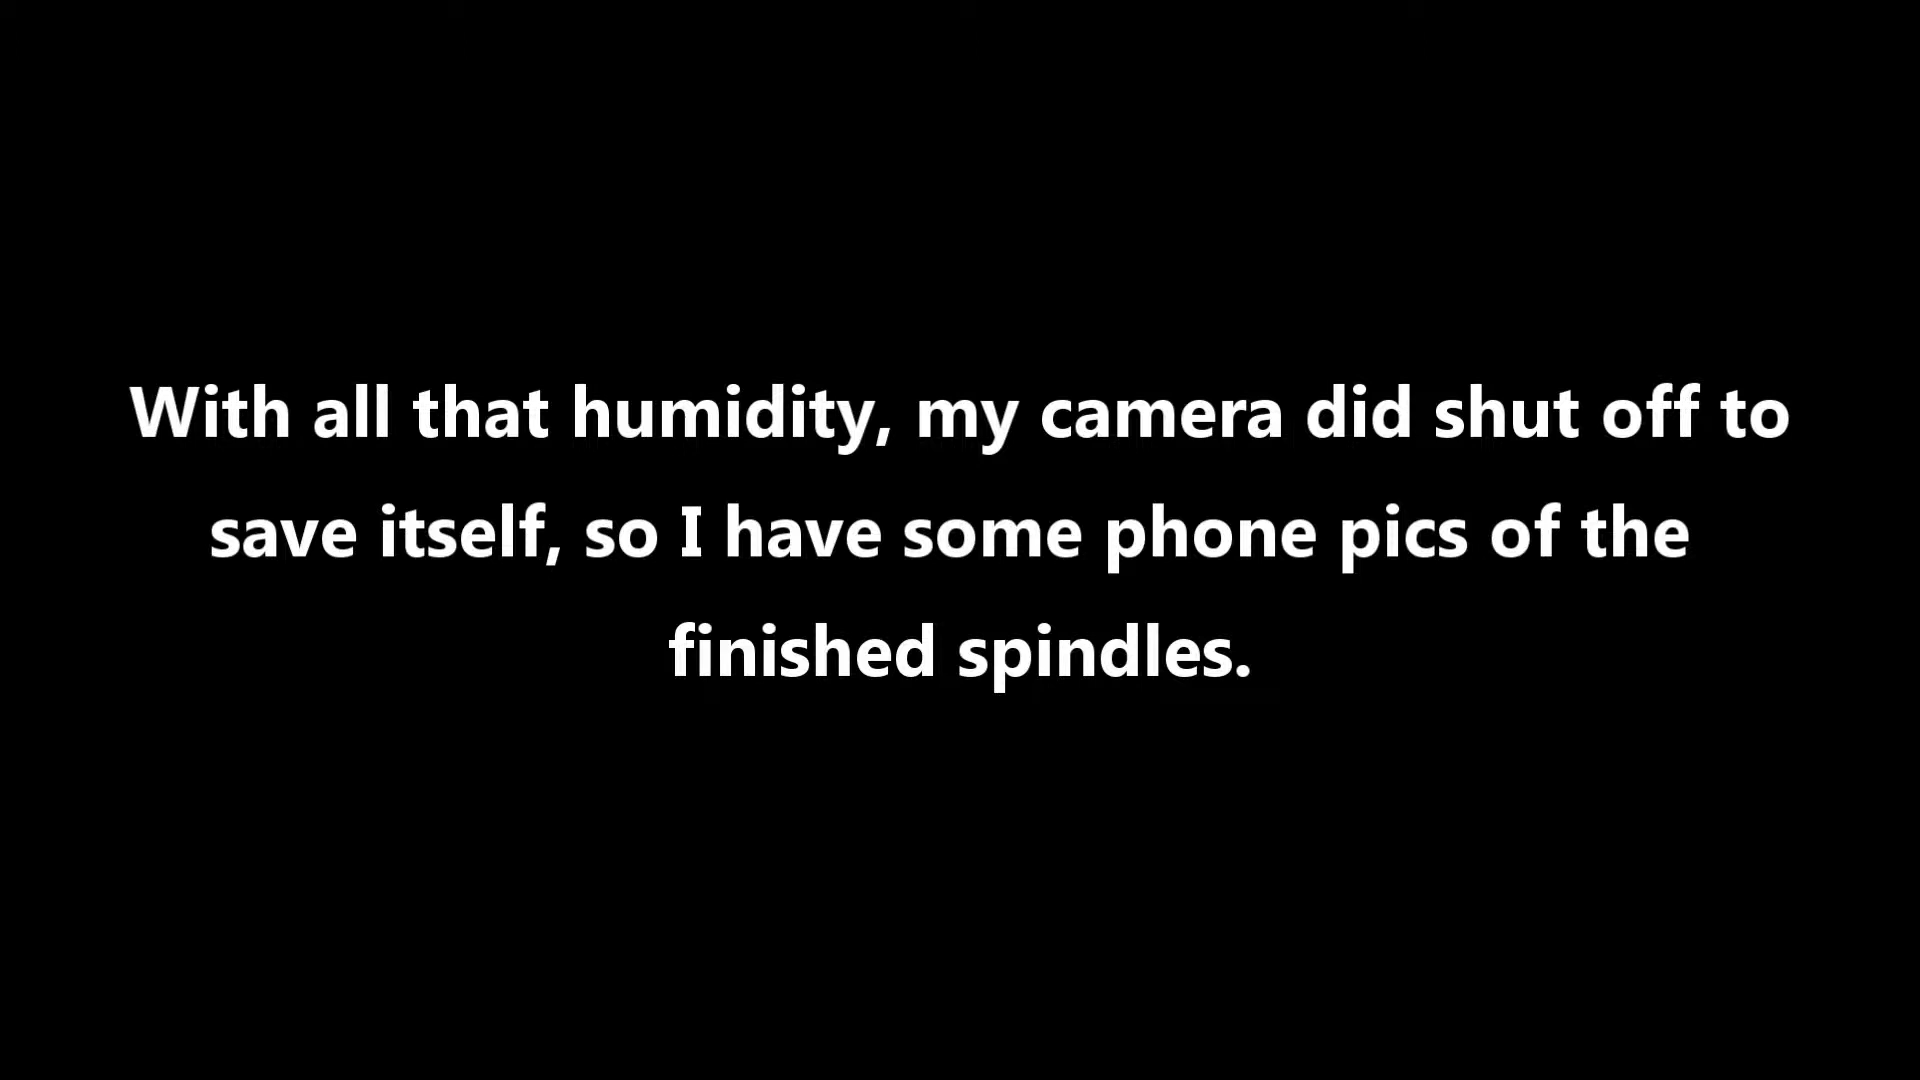 With all that humidity, my camera did shut off to
save itself, so I have some phone pics of the
finished spindles.